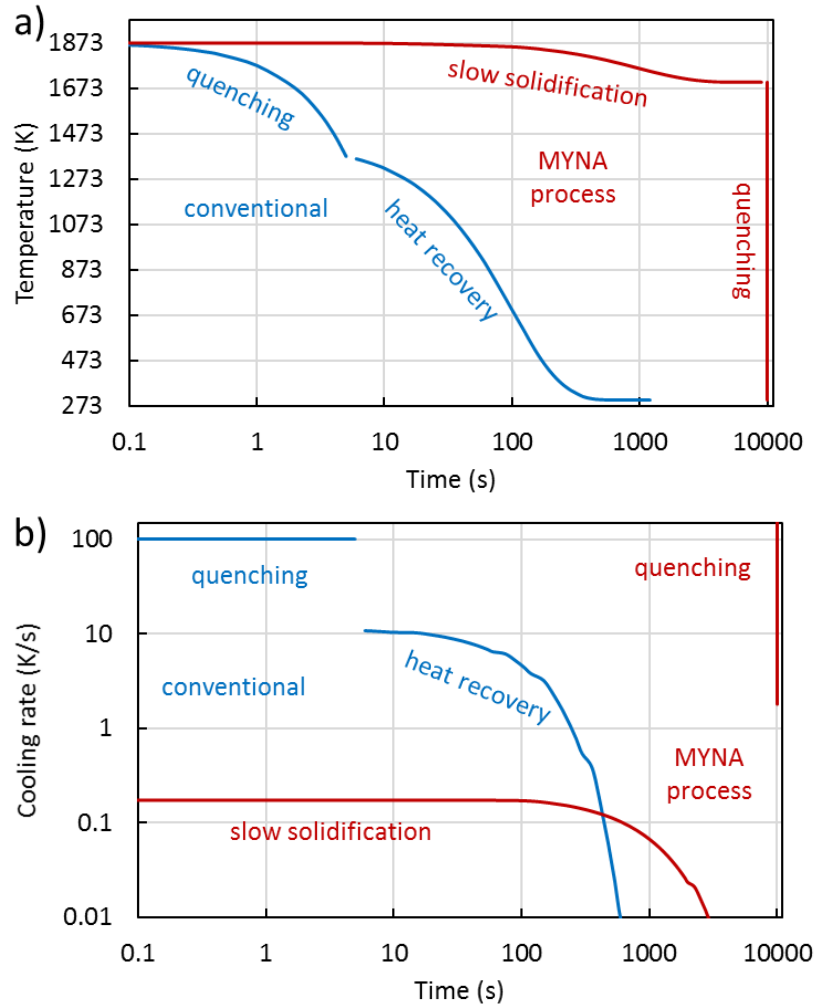 a)
1873
1673
1473
1273
1073
873
673
473
273
Temperature (K)
quenching
conventional
heat recovery
slow solidification
MYNA
process
quenching
0.1
1
10
100
1000
10000
Time (s)
b)
100
10
1
0.1
0.01
Cooling rate (K/s)
quenching
conventional
heat recovery
slow solidification
quenching
MYNA
process
0.1
1
10
100
1000
10000
Time (s)